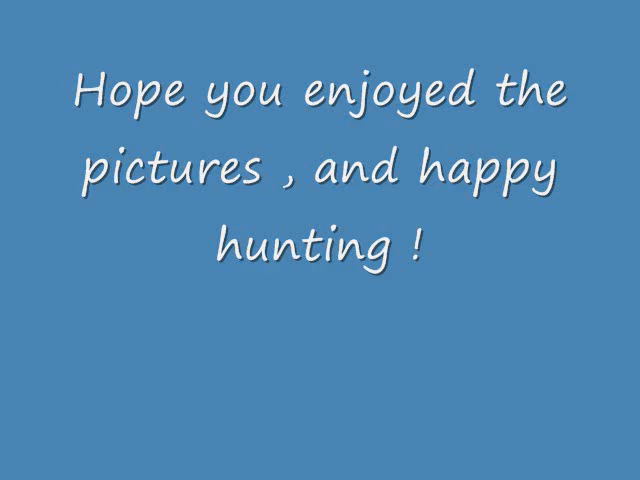 Hope you enjoyed the
pictures , and happy
hunting !